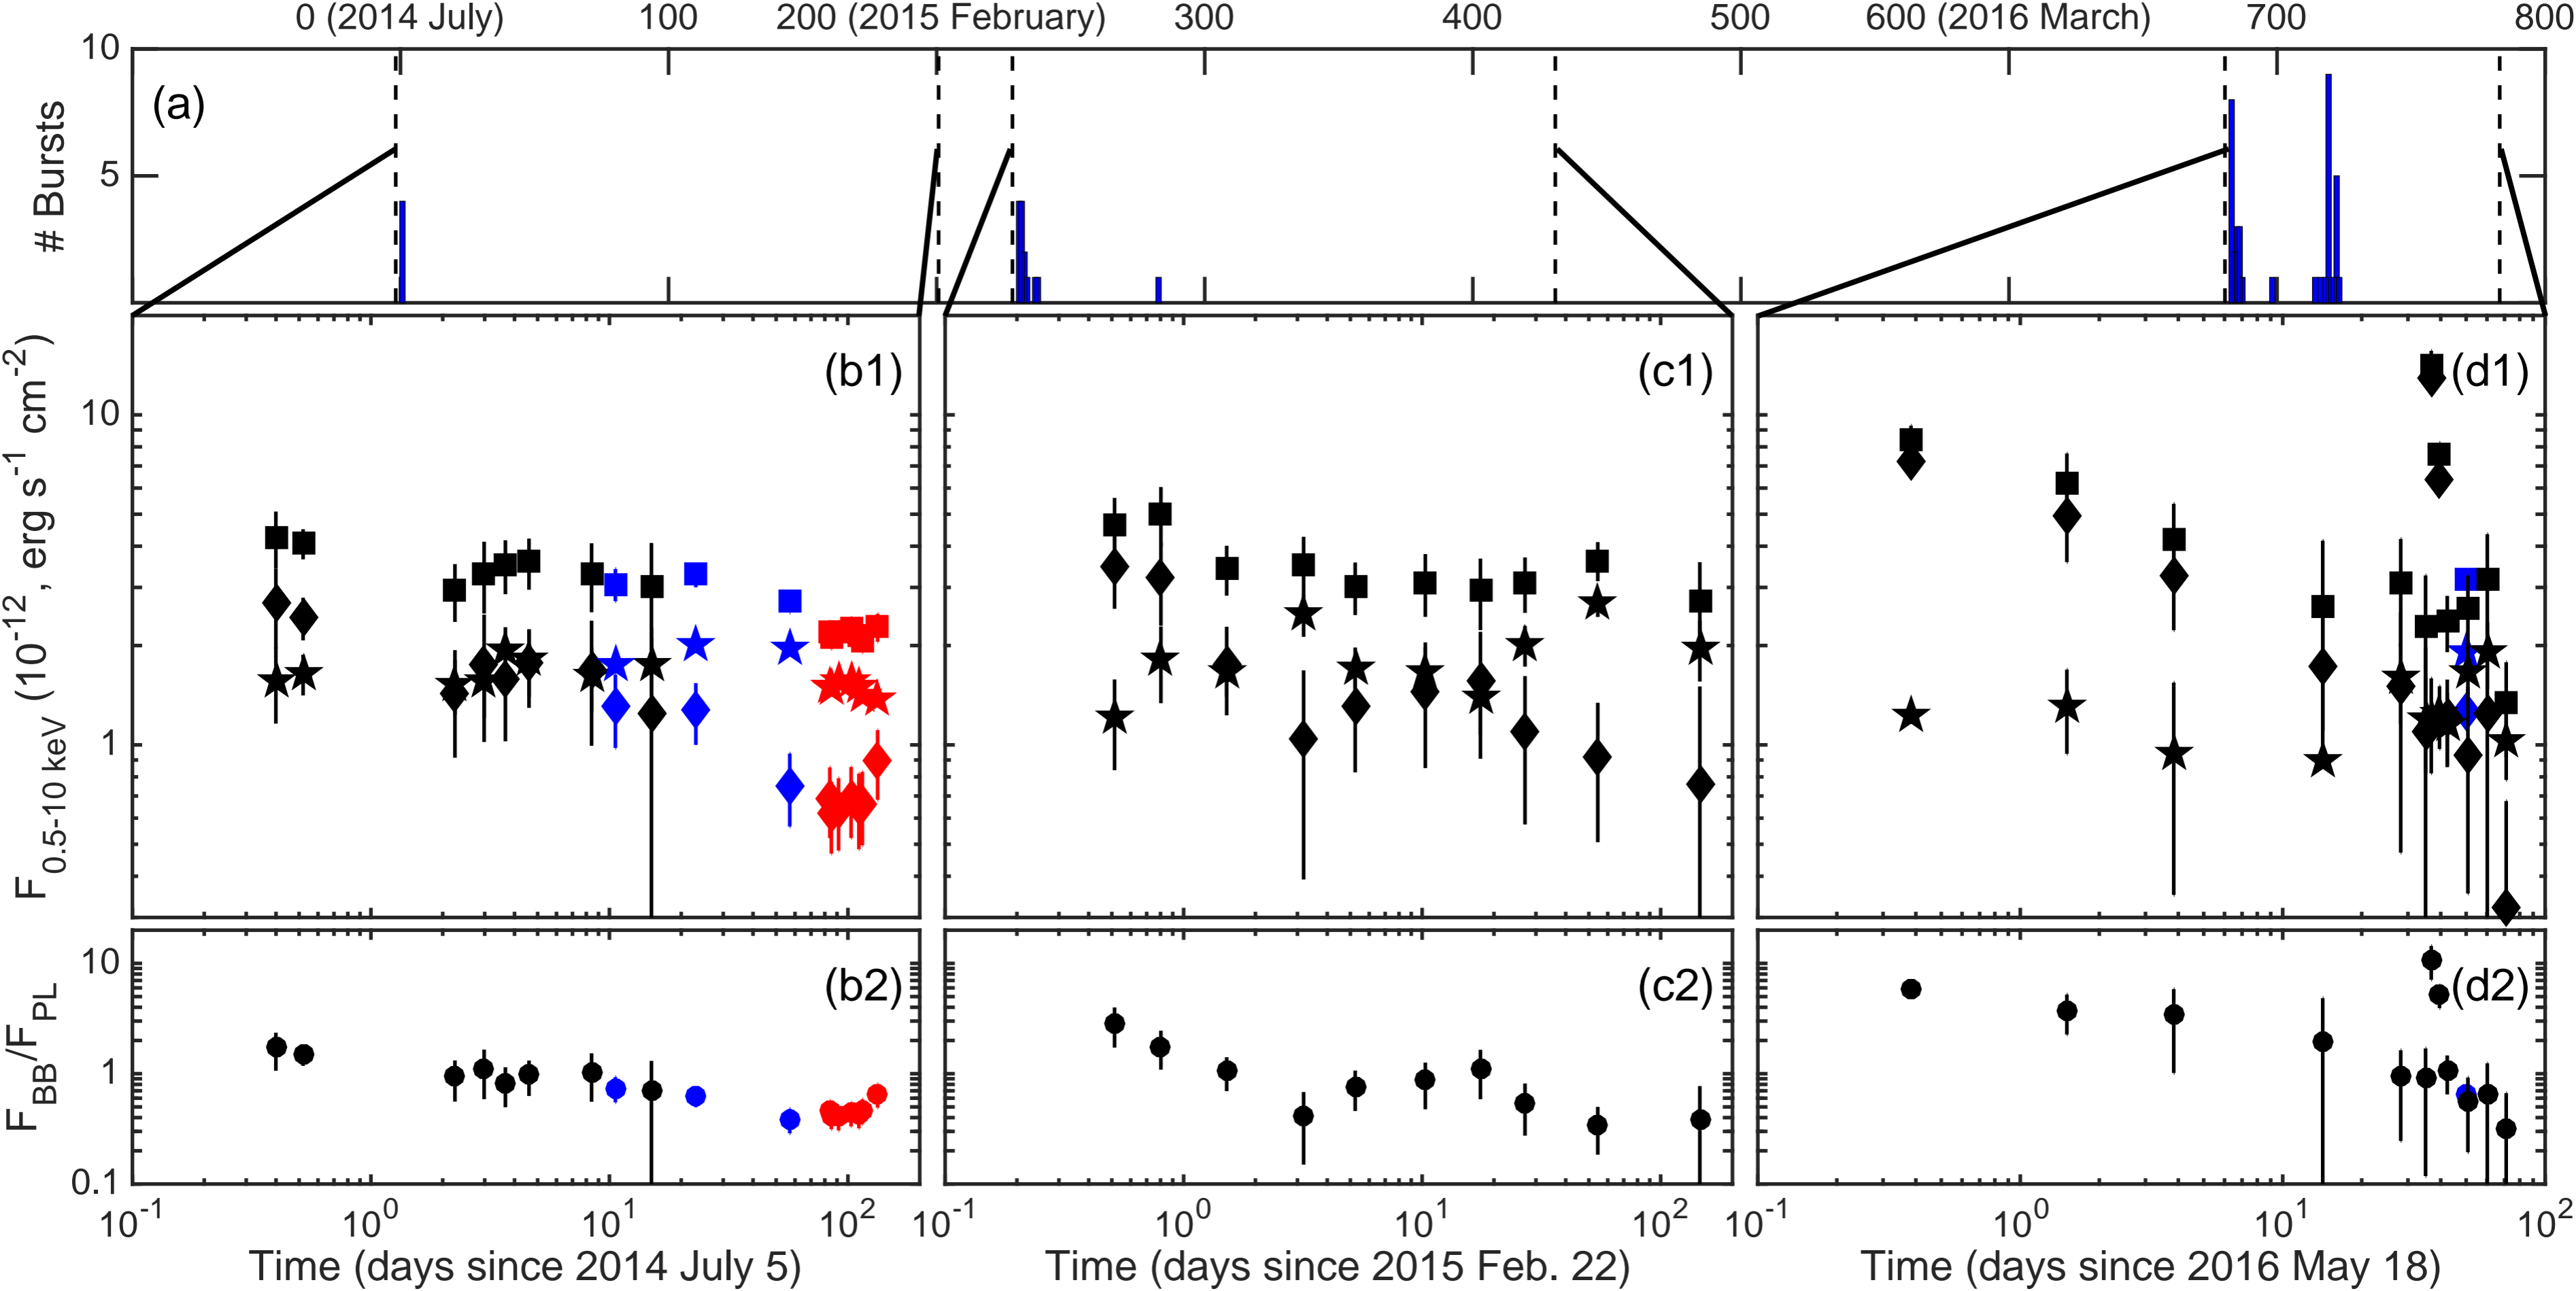 0 (2014 July) 100 200 (2015 February) 300 400 500 600 (2016 March) 700 800
10
(a)
5
# Bursts
(b1) (c1) (d1)
10
1
F0.5-10 keV (10-12, erg s-1 cm-2)
(b2) (c2) (d2)
10
1
0.1
FBB/FPL
10-1 100 101 102 10-1 100 101 102 10-1 100 101 102
Time (days since 2014 July 5) Time (days since 2015 Feb. 22) Time (days since 2016 May 18)